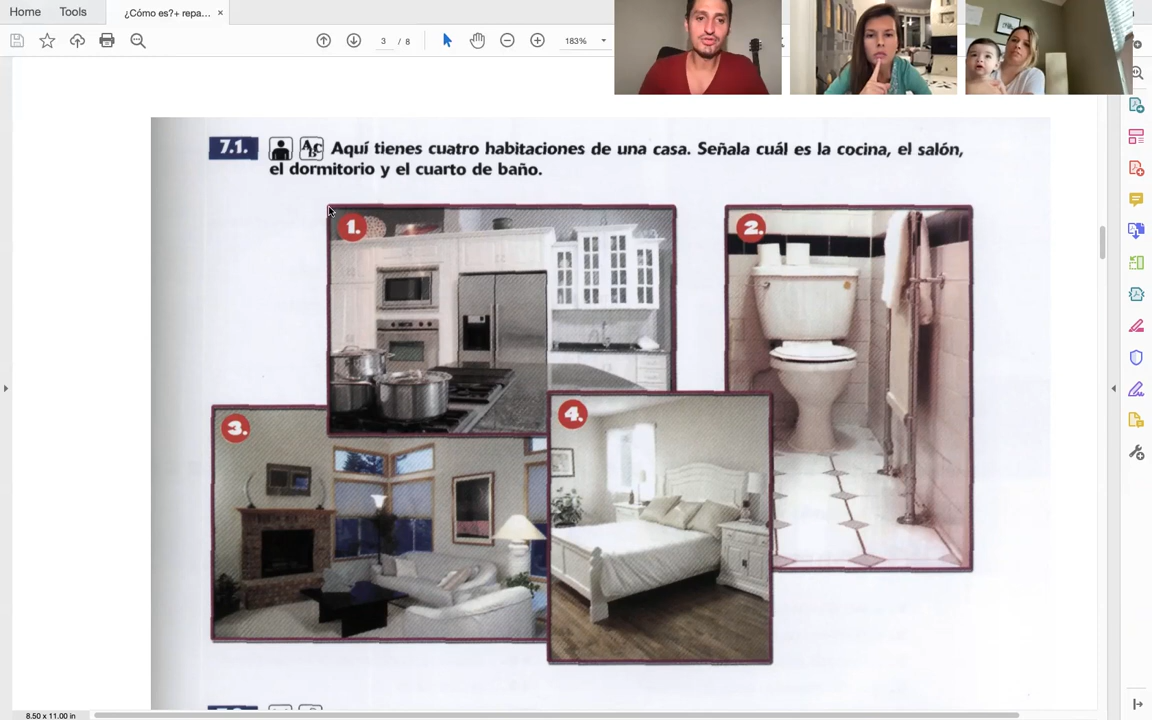 Home Tools ¿Cómo es?+ repa... ×
3 / 8 183%
7.1. Aquí tienes cuatro habitaciones de una casa. Señala cuál es la cocina, el salón,
el dormitorio y el cuarto de baño.
1.
2.
3.
4.
8.50 x 11.00 in